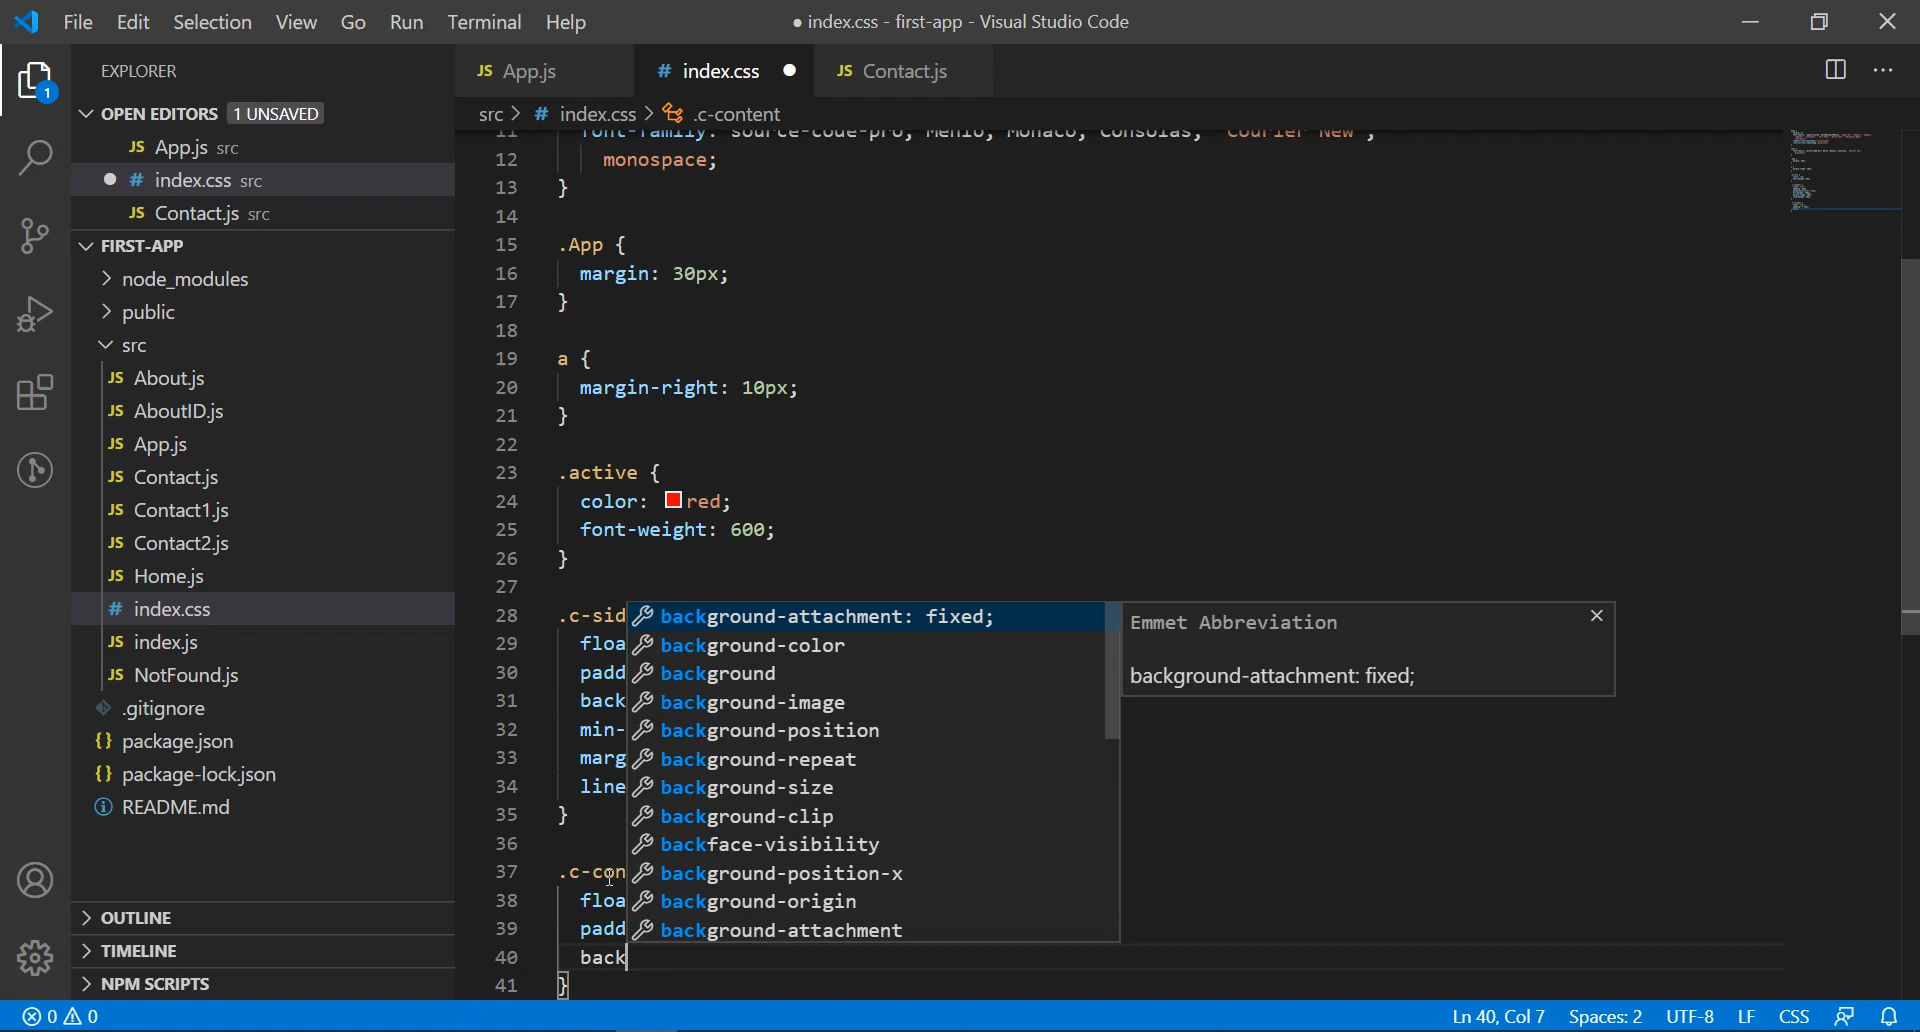 File Edit Selection View Go Run Terminal Help
● index.css - first-app - Visual Studio Code
EXPLORER
1
OPEN EDITORS 1 UNSAVED
JS App.js src
# index.css src
JS Contact.js src
FIRST-APP
node_modules
public
src
JS About.js
JS AboutID.js
JS App.js
JS Contact.js
JS Contact1.js
JS Contact2.js
JS Home.js
# index.css
JS index.js
JS NotFound.js
.gitignore
{} package.json
{} package-lock.json
README.md
OUTLINE
TIMELINE
NPM SCRIPTS
JS App.js
# index.css
JS Contact.js
src > # index.css > .c-content
11 font-family: source-code-pro, Menlo, Monaco, Consolas, 'Courier New',
12 monospace;
13 }
14
15 .App {
16 margin: 30px;
17 }
18
19 a {
20 margin-right: 10px;
21 }
22
23 .active {
24 color: red;
25 font-weight: 600;
26 }
27
28 .c-sid
29 floa
30 padd
31 back
32 min-
33 marg
34 line
35 }
36
37 .c-con
38 floa
39 padd
40 back
41 }
background-attachment: fixed;
background-color
background
background-image
background-position
background-repeat
background-size
background-clip
backface-visibility
background-position-x
background-origin
background-attachment
Emmet Abbreviation
background-attachment: fixed;
0 0
Ln 40, Col 7 Spaces: 2 UTF-8 LF CSS